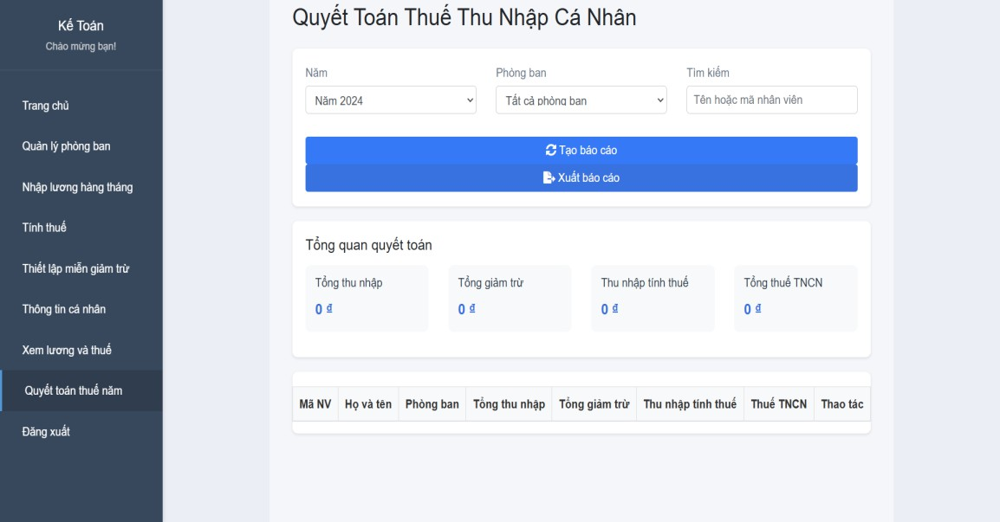 Kế Toán
Chào mừng bạn!
Trang chủ
Quản lý phòng ban
Nhập lương hàng tháng
Tính thuế
Thiết lập miễn giảm trừ
Thông tin cá nhân
Xem lương và thuế
Quyết toán thuế năm
Đăng xuất
Quyết Toán Thuế Thu Nhập Cá Nhân
Năm Phòng ban Tìm kiếm
Năm 2024 Tất cả phòng ban Tên hoặc mã nhân viên
Tạo báo cáo
Xuất báo cáo
Tổng quan quyết toán
Tổng thu nhập Tổng giảm trừ Thu nhập tính thuế Tổng thuế TNCN
0 ₫ 0 ₫ 0 ₫ 0 ₫
Mã NV Họ và tên Phòng ban Tổng thu nhập Tổng giảm trừ Thu nhập tính thuế Thuế TNCN Thao tác